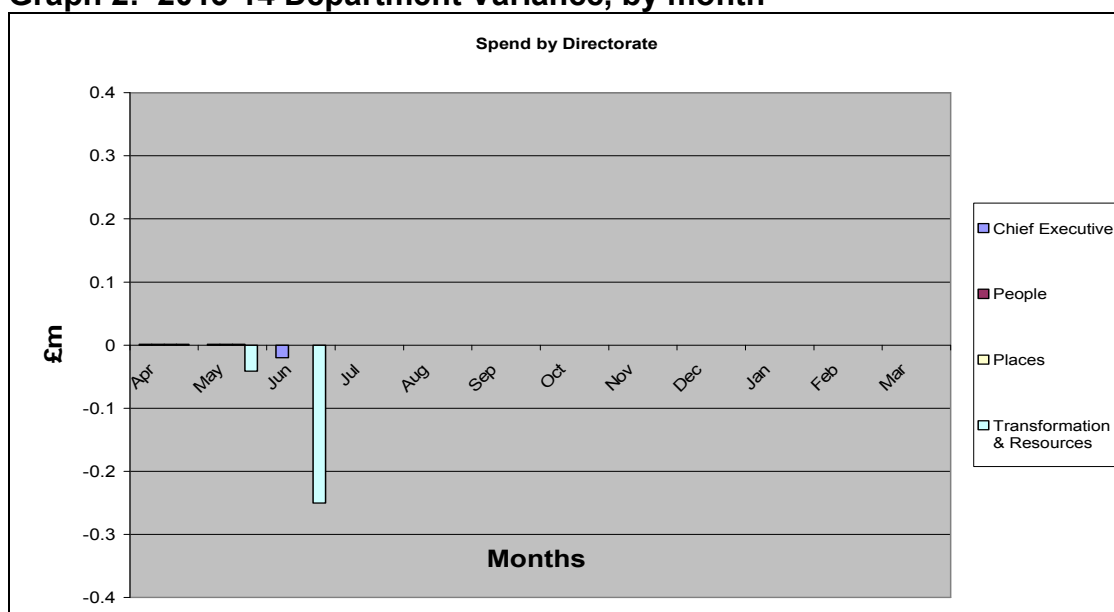 Graph 2: 2013-14 Department Variance, by month
Spend by Directorate
0.4
0.3
0.2
0.1
0
-0.1
-0.2
-0.3
-0.4
£m
Apr
May
Jun
Jul
Aug
Sep
Oct
Nov
Dec
Jan
Feb
Mar
Months
Chief Executive
People
Places
Transformation
& Resources